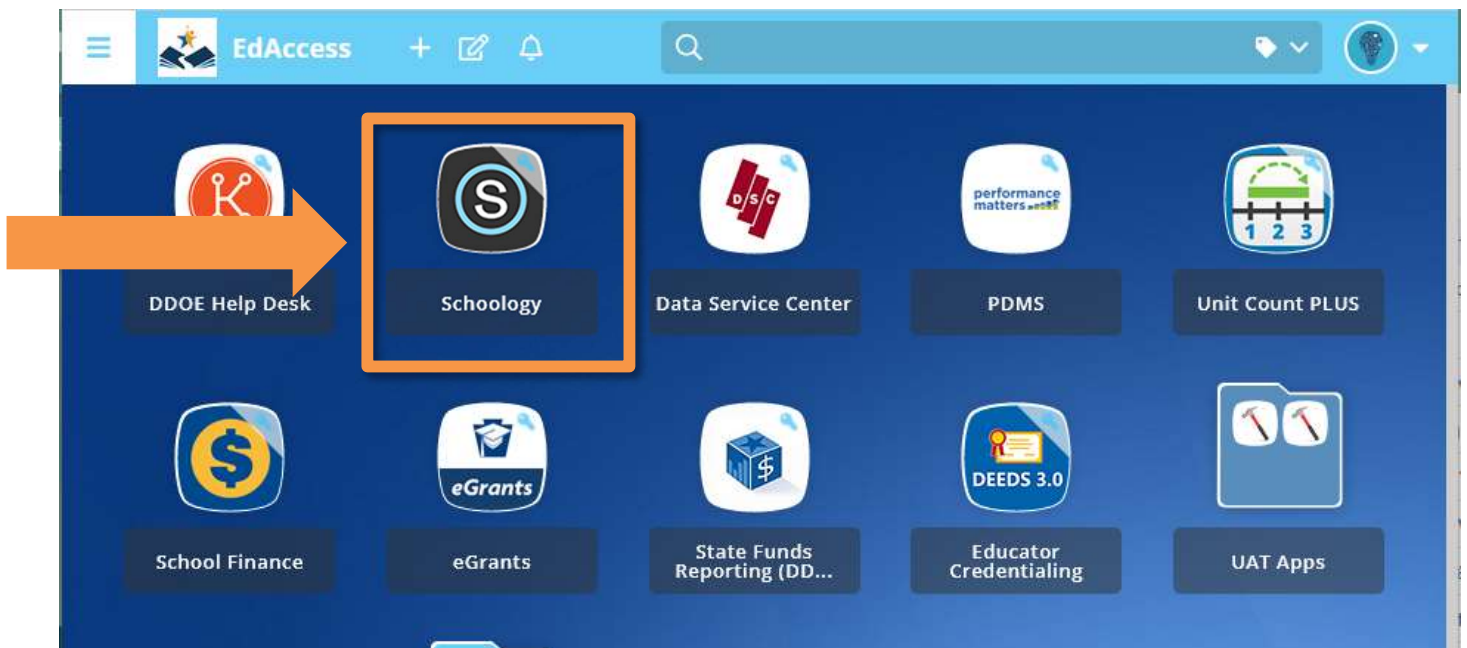 EdAccess
K
S
D/S/C
performance
matters
1 2 3
DDOE Help Desk
Schoology
Data Service Center
PDMS
Unit Count PLUS
$
eGrants
$
DEEDS 3.0
School Finance
eGrants
State Funds
Reporting (DD...
Educator
Credentialing
UAT Apps